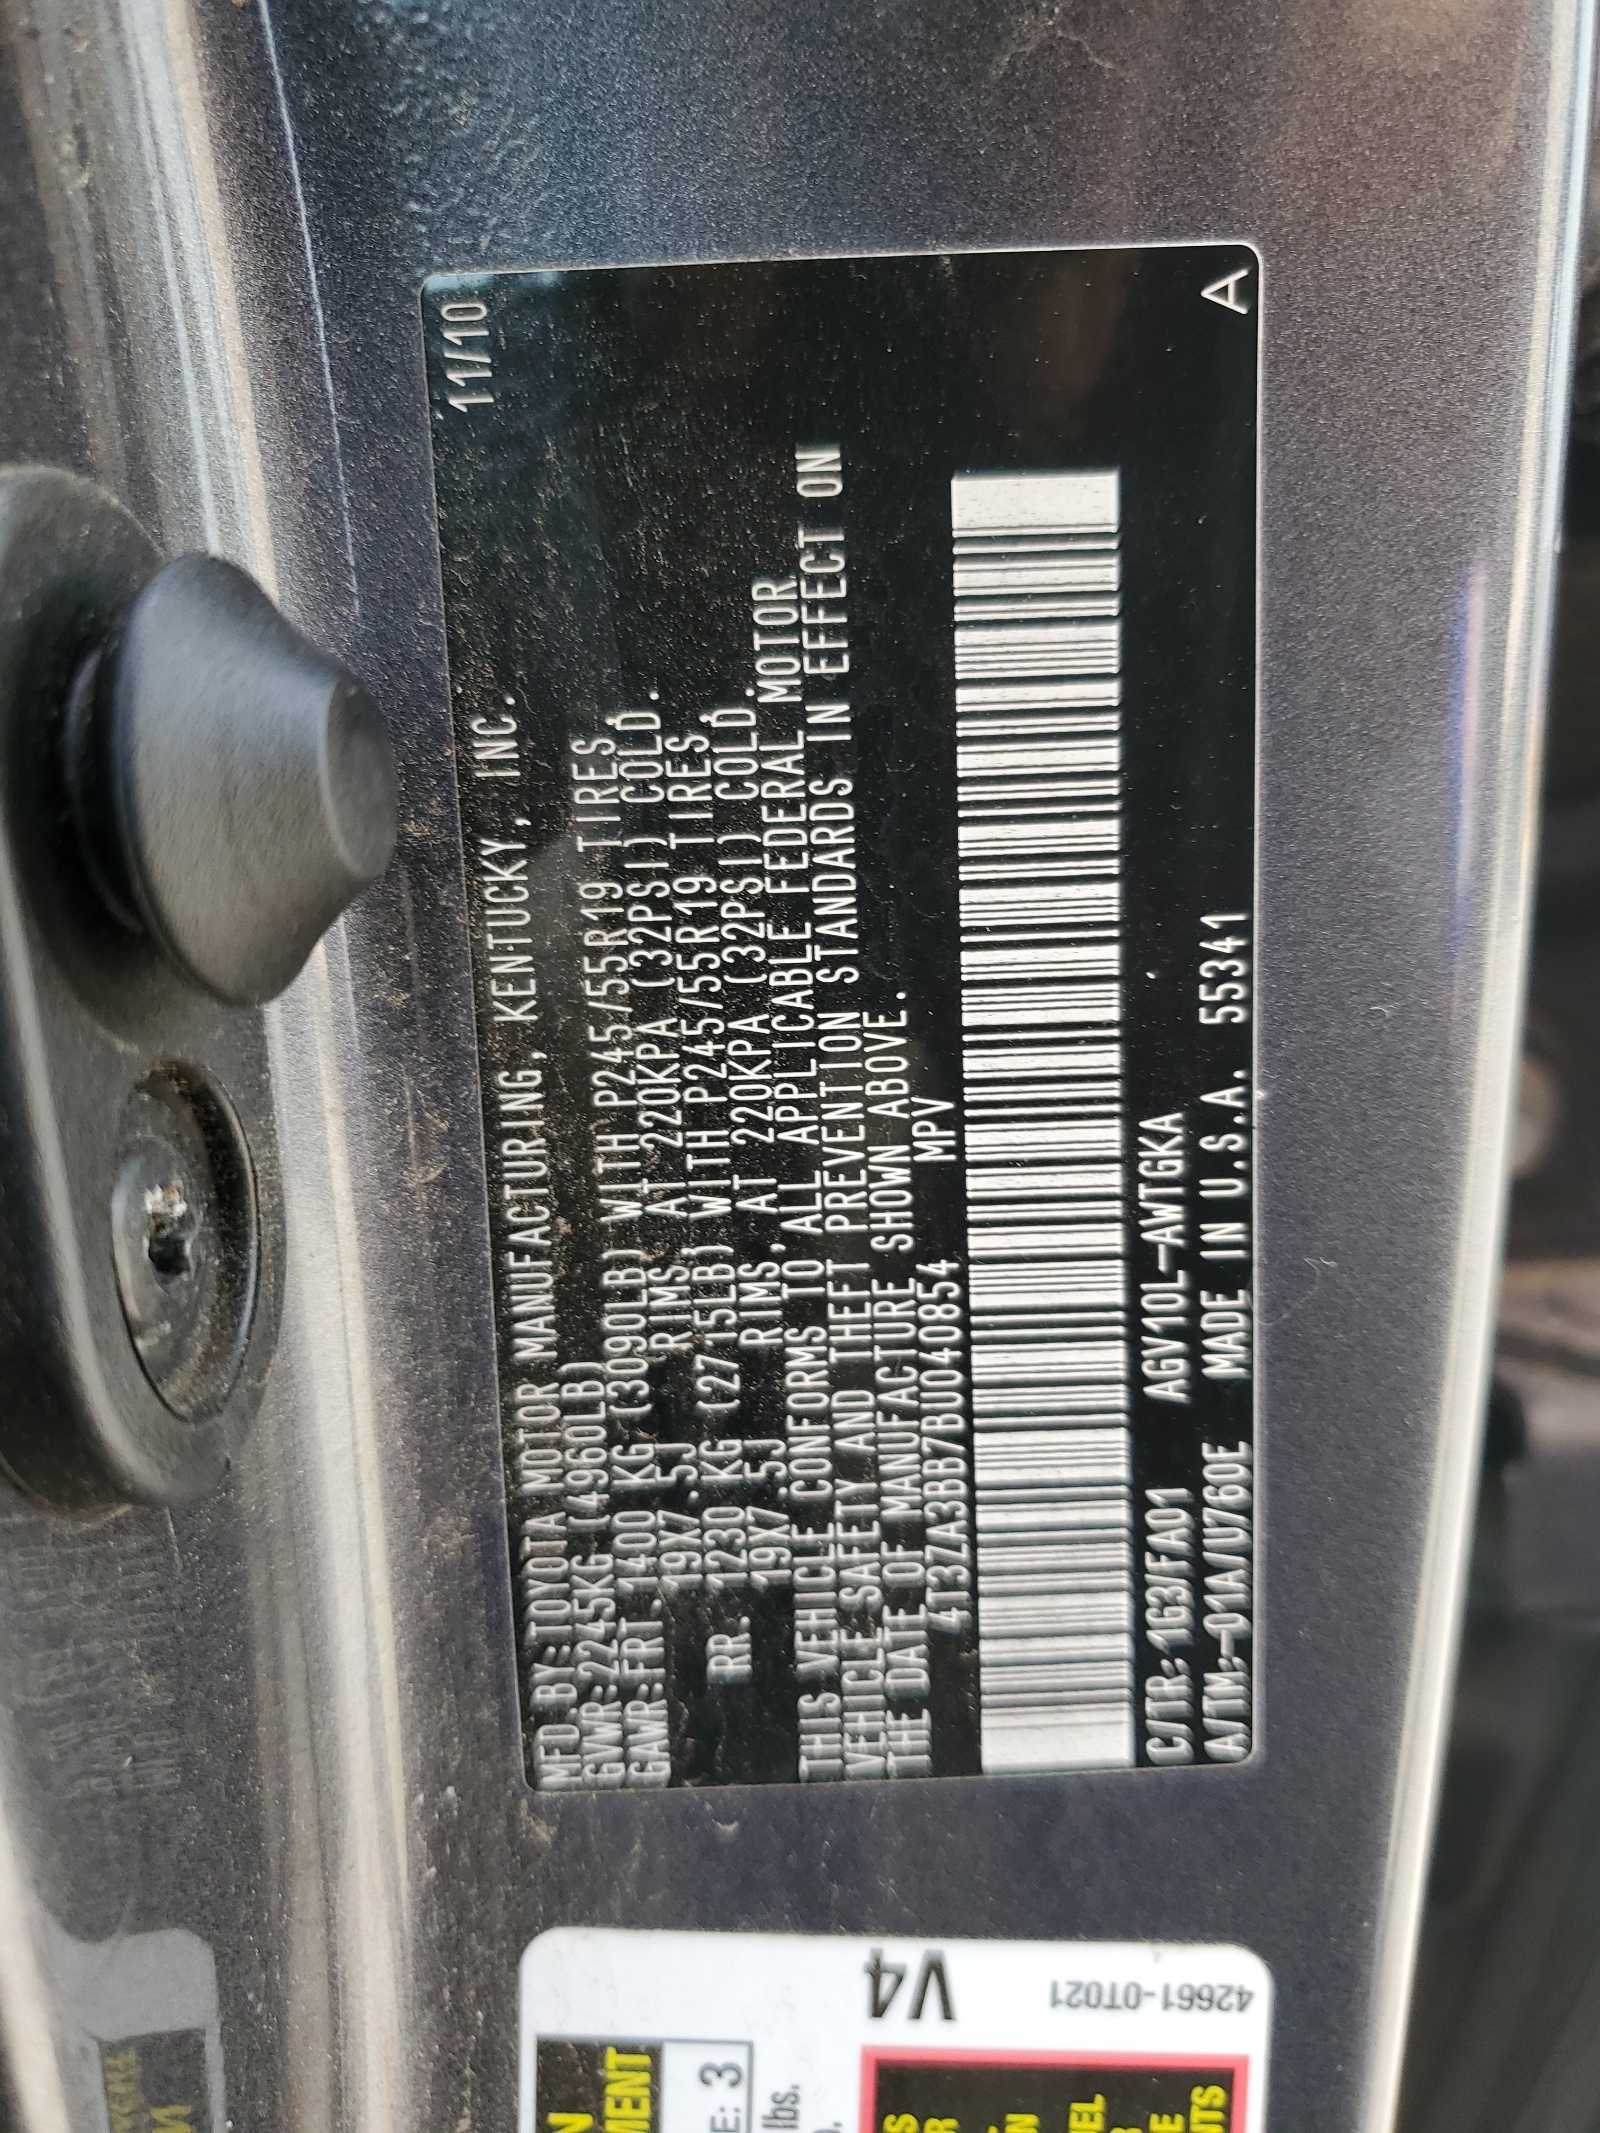 MFD.BY:TOYOTA MOTOR MANUFACTURING, KENTUCKY, INC. 11/10
GVWR:2245KG (4960LB)
GAWR:FRT. 1400 KG (3090LB) WITH P245/55R19 TIRES,
19X7.5J RIMS, AT 220KPA (32PSI) COLD.
RR. 1230 KG (2715LB) WITH P245/55R19 TIRES,
19X7.5J RIMS, AT 220KPA (32PSI) COLD.
THIS VEHICLE CONFORMS TO ALL APPLICABLE FEDERAL MOTOR
VEHICLE SAFETY AND THEFT PREVENTION STANDARDS IN EFFECT ON
THE DATE OF MANUFACTURE SHOWN ABOVE.
4T3ZA3BB7BU040854 MPV
C/TR:1G3/FA01 AGV10L-AWTGKA
A/TM:-01A/U760E MADE IN U.S.A. 55341 A
V4
42661-0T021
E: 3
lbs.